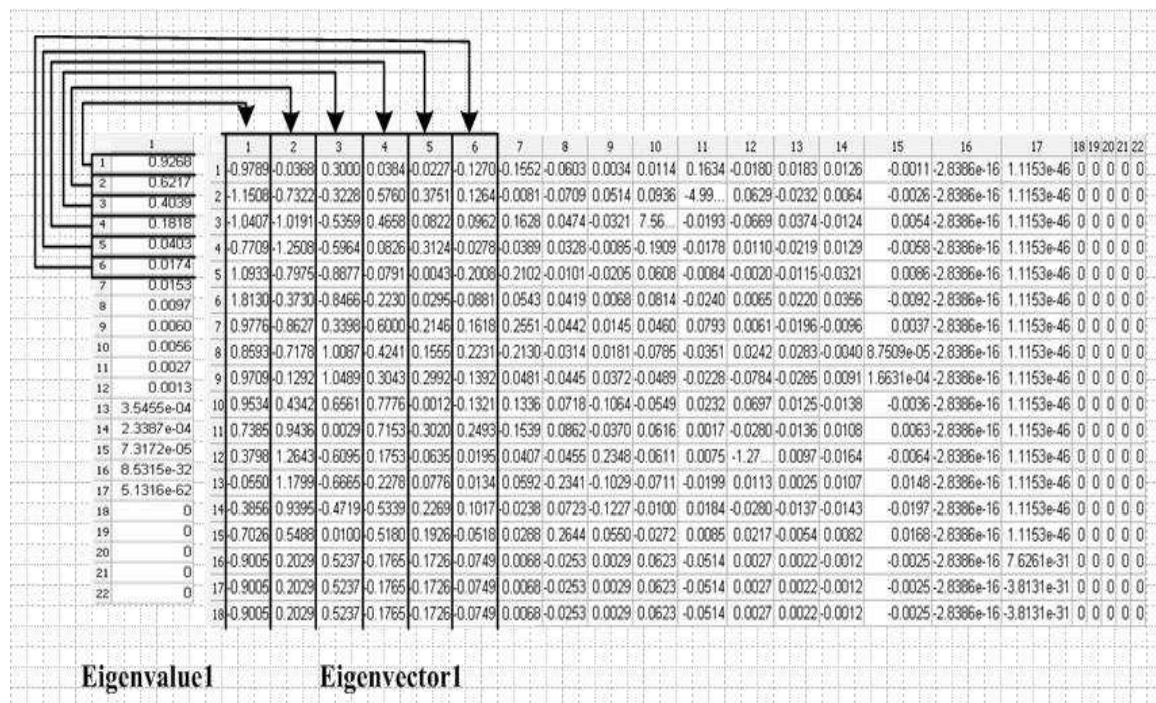 1
1 0.9268
2 0.6217
3 0.4039
4 0.1818
5 0.0403
6 0.0174
7 0.0153
8 0.0097
9 0.0060
10 0.0056
11 0.0027
12 0.0013
13 3.5455e-04
14 2.3387e-04
15 7.3172e-05
16 8.5315e-32
17 5.1316e-62
18 0
19 0
20 0
21 0
22 0
1 2 3 4 5 6 7 8 9 10 11 12 13 14 15 16 17 18 19 20 21 22
1 -0.9789 -0.0368 0.3000 0.0384 -0.0227 -0.1270 -0.1552 -0.0603 0.0034 0.0114 0.1634 -0.0180 0.0183 0.0126 -0.0011 -2.8386e-16 1.1153e-46 0 0 0 0 0
2 -1.1508 -0.7322 -0.3228 0.5760 0.3751 0.1264 -0.0081 -0.0709 0.0514 0.0936 -4.99... 0.0629 -0.0232 0.0064 -0.0026 -2.8386e-16 1.1153e-46 0 0 0 0 0
3 -1.0407 -1.0191 -0.5359 0.4658 0.0822 0.0962 0.1628 0.0474 -0.0321 7.56... -0.0193 -0.0669 0.0374 -0.0124 0.0054 -2.8386e-16 1.1153e-46 0 0 0 0 0
4 -0.7709 -1.2508 -0.5964 0.0826 -0.3124 -0.0278 -0.0389 0.0328 -0.0085 -0.1909 -0.0178 0.0110 -0.0219 0.0129 -0.0058 -2.8386e-16 1.1153e-46 0 0 0 0 0
5 1.0933 -0.7975 -0.8877 -0.0791 -0.0043 -0.2008 -0.2102 -0.0101 -0.0205 0.0608 -0.0084 -0.0020 -0.0115 -0.0321 0.0086 -2.8386e-16 1.1153e-46 0 0 0 0 0
6 1.8130 -0.3730 -0.8466 -0.2230 0.0295 -0.0881 0.0543 0.0419 0.0068 0.0814 -0.0240 0.0065 0.0220 0.0356 -0.0092 -2.8386e-16 1.1153e-46 0 0 0 0 0
7 0.9776 -0.8627 0.3398 -0.6000 -0.2146 0.1618 0.2551 -0.0442 0.0145 0.0460 0.0793 0.0061 -0.0196 -0.0096 0.0037 -2.8386e-16 1.1153e-46 0 0 0 0 0
8 0.8593 -0.7178 1.0087 -0.4241 0.1555 0.2231 -0.2130 -0.0314 0.0181 -0.0785 -0.0351 0.0242 0.0283 -0.0040 8.7509e-05 -2.8386e-16 1.1153e-46 0 0 0 0 0
9 0.9709 -0.1292 1.0489 0.3043 0.2992 -0.1392 0.0481 -0.0445 0.0372 -0.0489 -0.0228 -0.0784 -0.0285 0.0091 1.6631e-04 -2.8386e-16 1.1153e-46 0 0 0 0 0
10 0.9534 0.4342 0.6561 0.7776 -0.0012 -0.1321 0.1336 0.0718 -0.1064 -0.0549 0.0232 0.0697 0.0125 -0.0138 -0.0036 -2.8386e-16 1.1153e-46 0 0 0 0 0
11 0.7385 0.9436 0.0029 0.7153 -0.3020 0.2493 -0.1539 0.0862 -0.0370 0.0616 0.0017 -0.0280 -0.0136 0.0108 0.0063 -2.8386e-16 1.1153e-46 0 0 0 0 0
12 0.3798 1.2643 -0.6095 0.1753 -0.0635 0.0195 0.0407 -0.0455 0.2348 -0.0611 0.0075 -1.27... 0.0097 -0.0164 -0.0064 -2.8386e-16 1.1153e-46 0 0 0 0 0
13 -0.0550 1.1799 -0.6665 -0.2278 0.0776 0.0134 0.0592 -0.2341 -0.1029 -0.0711 -0.0199 0.0113 0.0025 0.0107 0.0148 -2.8386e-16 1.1153e-46 0 0 0 0 0
14 -0.3856 0.9395 -0.4719 -0.5339 0.2269 0.1017 -0.0238 0.0723 -0.1227 -0.0100 0.0184 -0.0280 -0.0137 -0.0143 -0.0197 -2.8386e-16 1.1153e-46 0 0 0 0 0
15 -0.7026 0.5488 0.0100 -0.5180 0.1926 -0.0518 0.0288 0.2644 0.0550 -0.0272 0.0085 0.0217 -0.0054 0.0082 0.0168 -2.8386e-16 1.1153e-46 0 0 0 0 0
16 -0.9005 0.2029 0.5237 -0.1765 -0.1726 -0.0749 0.0068 -0.0253 0.0029 0.0623 -0.0514 0.0027 0.0022 -0.0012 -0.0025 -2.8386e-16 7.6261e-31 0 0 0 0 0
17 -0.9005 0.2029 0.5237 -0.1765 -0.1726 -0.0749 0.0068 -0.0253 0.0029 0.0623 -0.0514 0.0027 0.0022 -0.0012 -0.0025 -2.8386e-16 -3.8131e-31 0 0 0 0 0
18 -0.9005 0.2029 0.5237 -0.1765 -0.1726 -0.0749 0.0068 -0.0253 0.0029 0.0623 -0.0514 0.0027 0.0022 -0.0012 -0.0025 -2.8386e-16 -3.8131e-31 0 0 0 0 0
Eigenvalue1 Eigenvector1